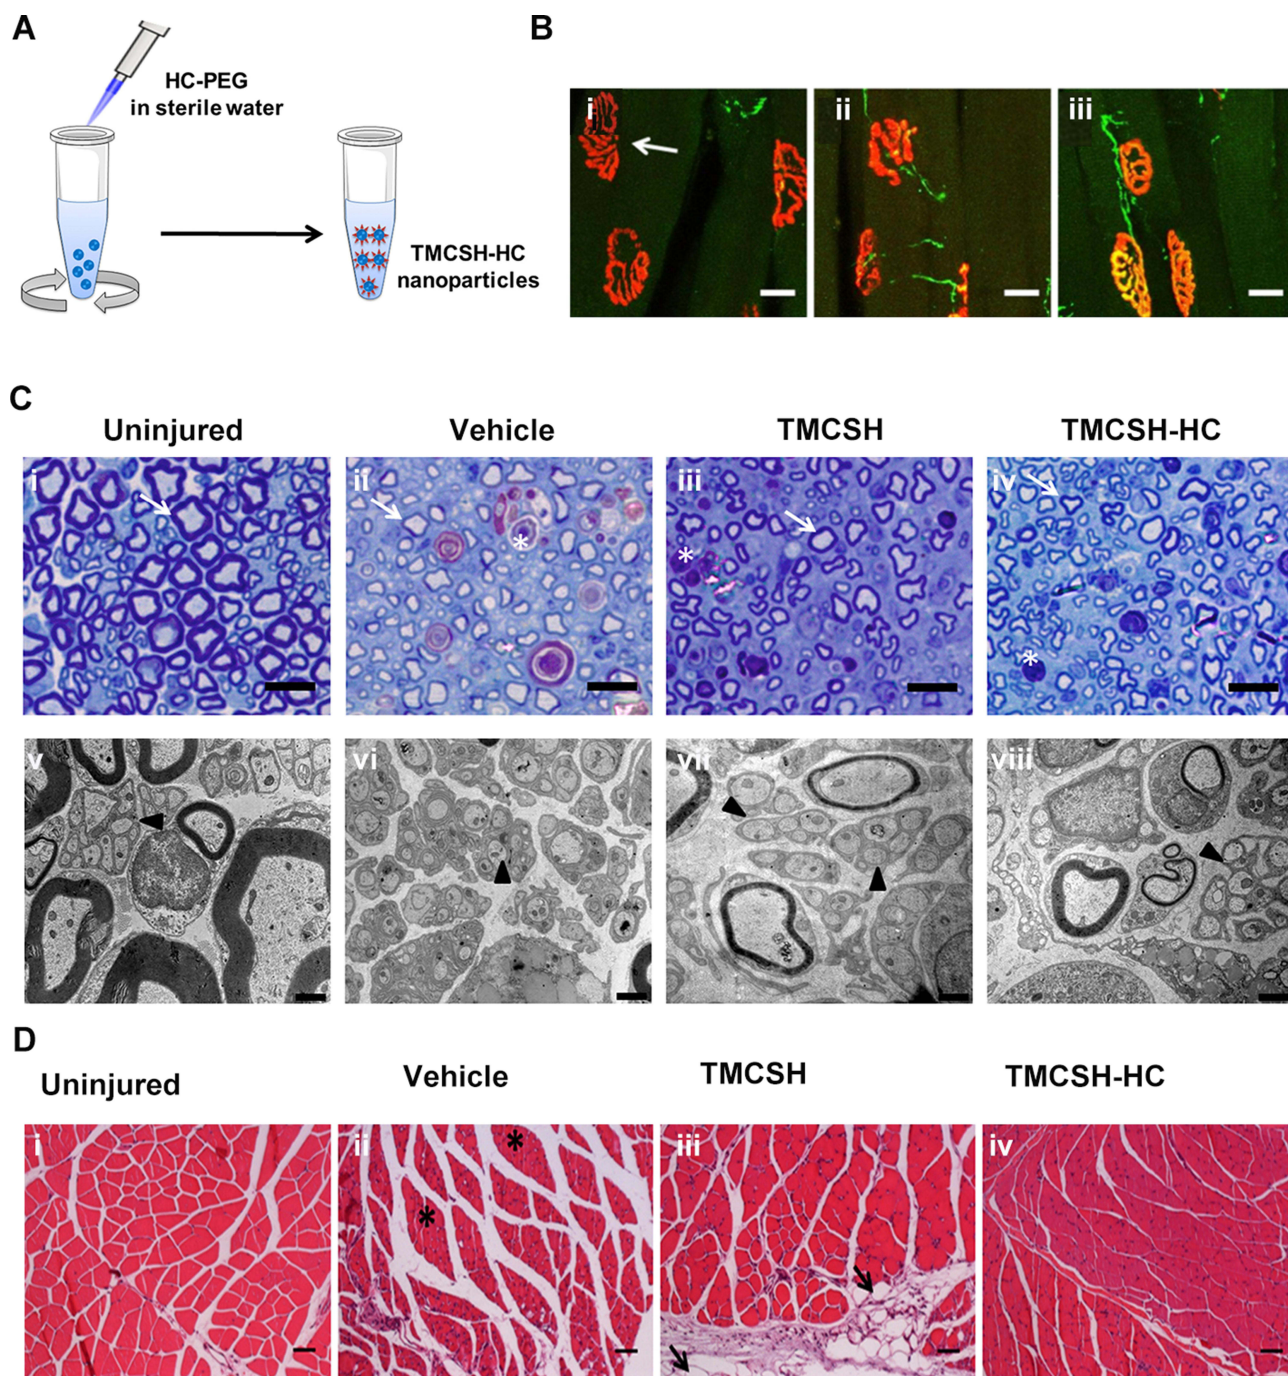 A
HC-PEG
in sterile water
TMCSH-HC
nanoparticles
B
i
ii
iii
C
Uninjured
Vehicle
TMCSH
TMCSH-HC
i
ii
iii
iv
*
*
*
v
vi
vii
viii
D
Uninjured
Vehicle
TMCSH
TMCSH-HC
i
ii
iii
iv
*
*